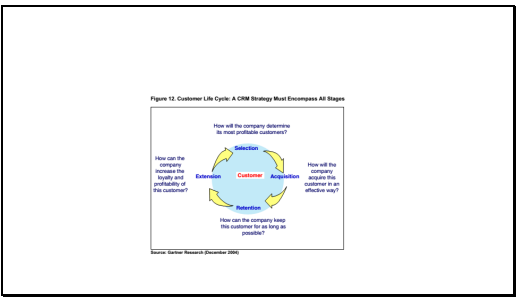 Figure 12. Customer Life Cycle: A CRM Strategy Must Encompass All Stages
How will the company determine
its most profitable customers?
Selection
How can the
company
increase the
loyalty and
profitability of
this customer?
Extension
Customer
Acquisition
How will the
company
acquire this
customer in an
effective way?
Retention
How can the company keep
this customer for as long as
possible?
Source: Gartner Research (December 2004)